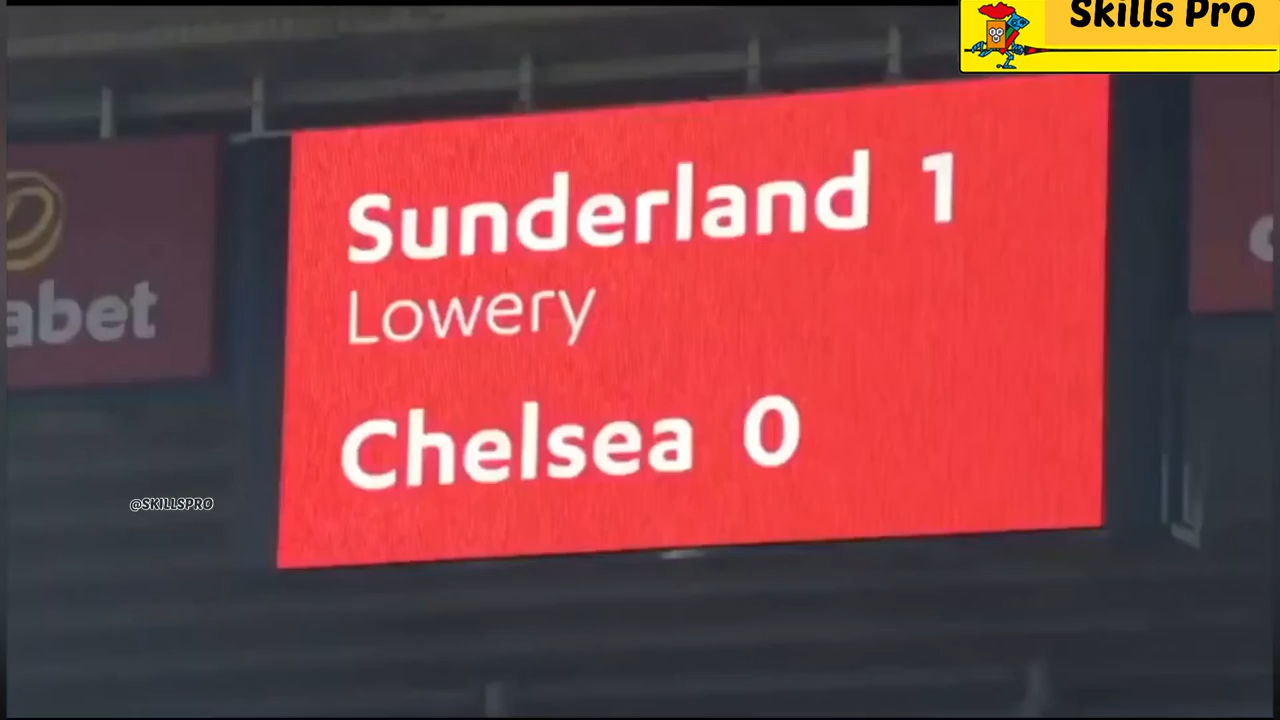 Skills Pro
Sunderland 1
Lowery
Chelsea 0
abet
@SKILLSPRO